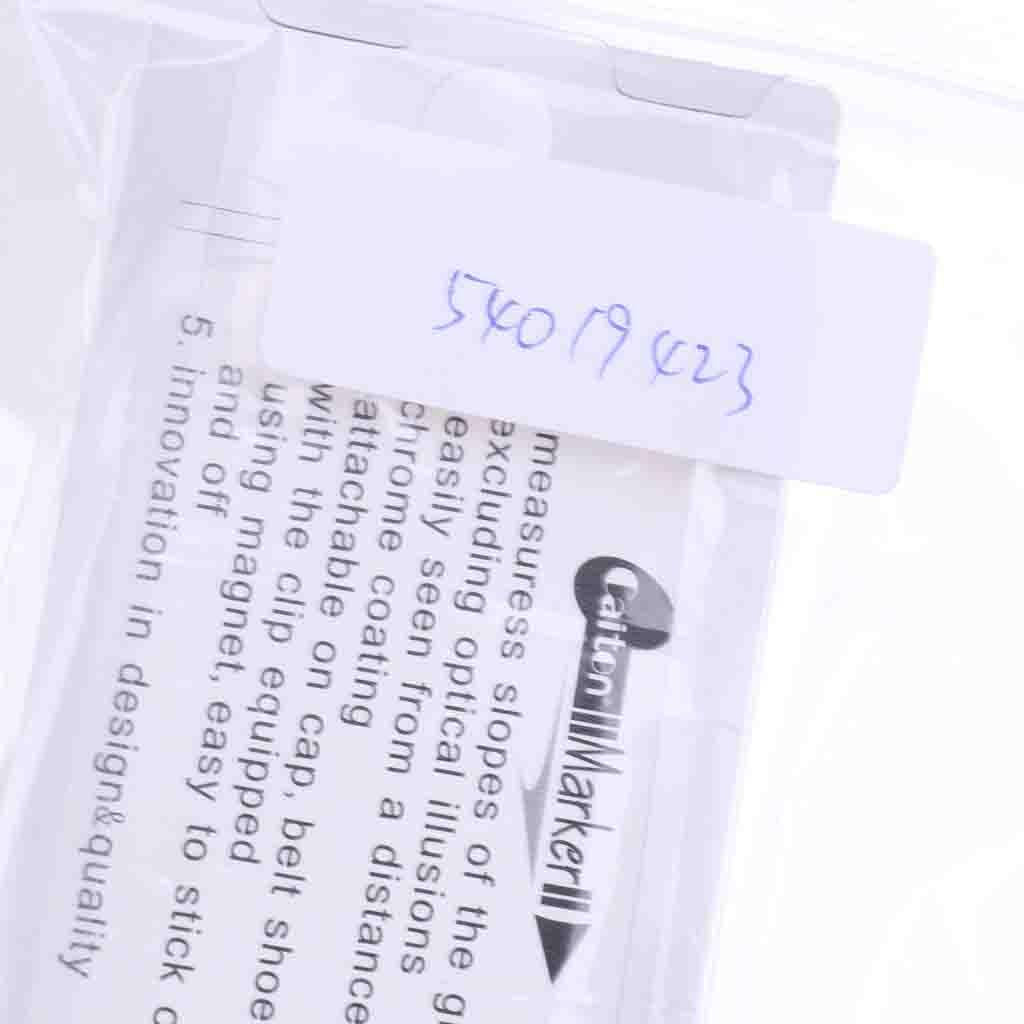 54019423
Caiton Marker
measuress slopes of the
excluding optical illusions
easily seen from a distance
chrome coating
attachable on cap, belt shoe
with the clip equipped
using magnet, easy to stick
and off
5. innovation in design&quality